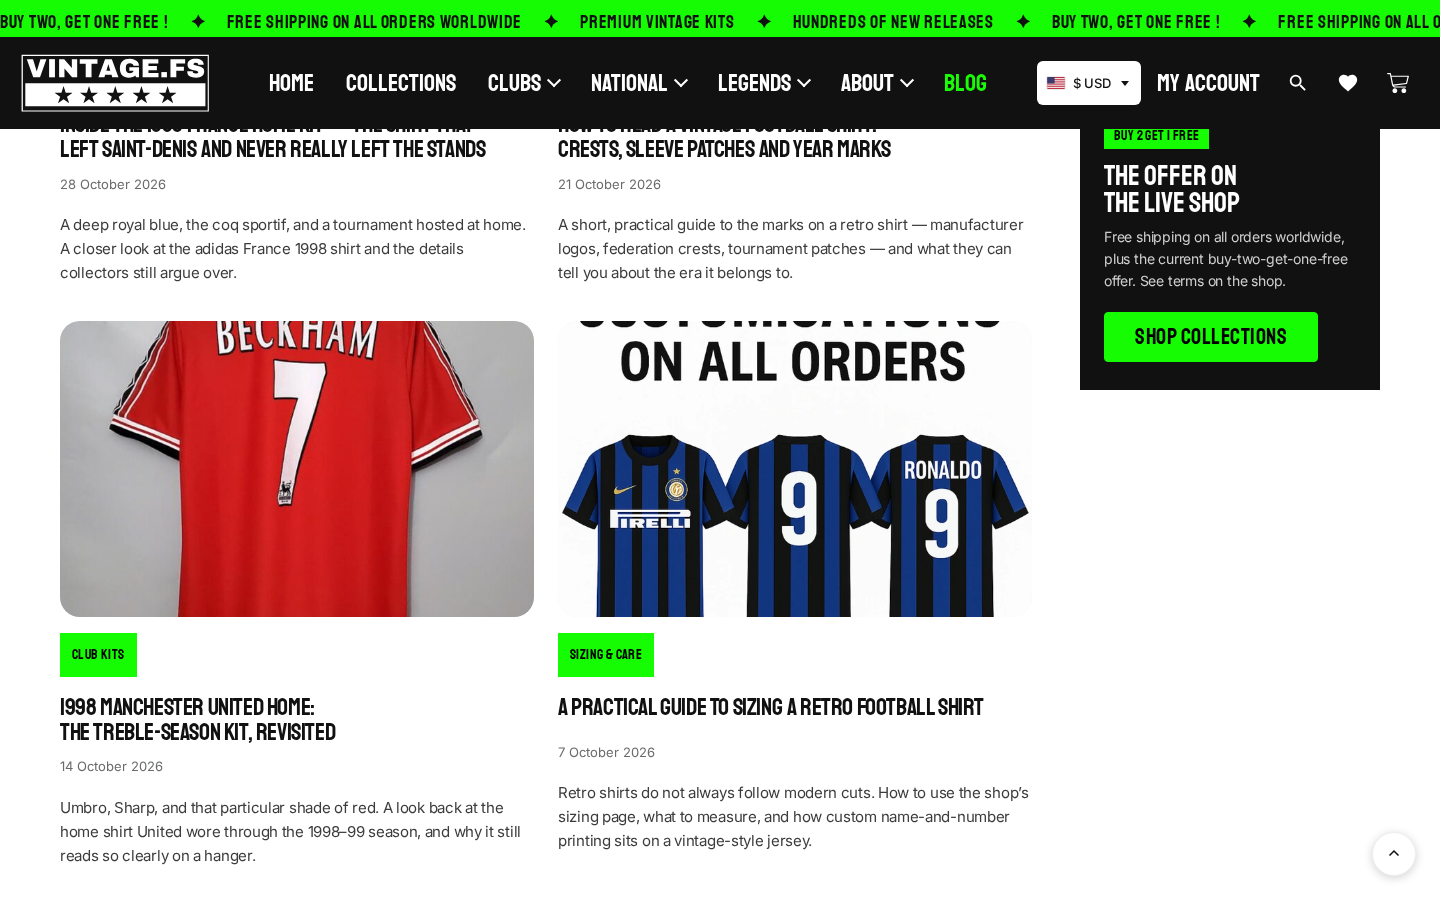 BUY TWO, GET ONE FREE ! ✦ FREE SHIPPING ON ALL ORDERS WORLDWIDE ✦ PREMIUM VINTAGE KITS ✦ HUNDREDS OF NEW RELEASES ✦ BUY TWO, GET ONE FREE ! ✦ FREE SHIPPING ON ALL
VINTAGE.FS
HOME COLLECTIONS CLUBS NATIONAL LEGENDS ABOUT BLOG $ USD MY ACCOUNT
LEFT SAINT-DENIS AND NEVER REALLY LEFT THE STANDS
28 October 2026
A deep royal blue, the coq sportif, and a tournament hosted at home.
A closer look at the adidas France 1998 shirt and the details
collectors still argue over.
CRESTS, SLEEVE PATCHES AND YEAR MARKS
21 October 2026
A short, practical guide to the marks on a retro shirt — manufacturer
logos, federation crests, tournament patches — and what they can
tell you about the era it belongs to.
BUY 2 GET 1 FREE
THE OFFER ON
THE LIVE SHOP
Free shipping on all orders worldwide,
plus the current buy-two-get-one-free
offer. See terms on the shop.
SHOP COLLECTIONS
BECKHAM
7
CLUB KITS
1998 MANCHESTER UNITED HOME:
THE TREBLE-SEASON KIT, REVISITED
14 October 2026
Umbro, Sharp, and that particular shade of red. A look back at the
home shirt United wore through the 1998–99 season, and why it still
reads so clearly on a hanger.
CUSTOMISATIONS
ON ALL ORDERS
PIRELLI
9
RONALDO
9
SIZING & CARE
A PRACTICAL GUIDE TO SIZING A RETRO FOOTBALL SHIRT
7 October 2026
Retro shirts do not always follow modern cuts. How to use the shop’s
sizing page, what to measure, and how custom name-and-number
printing sits on a vintage-style jersey.